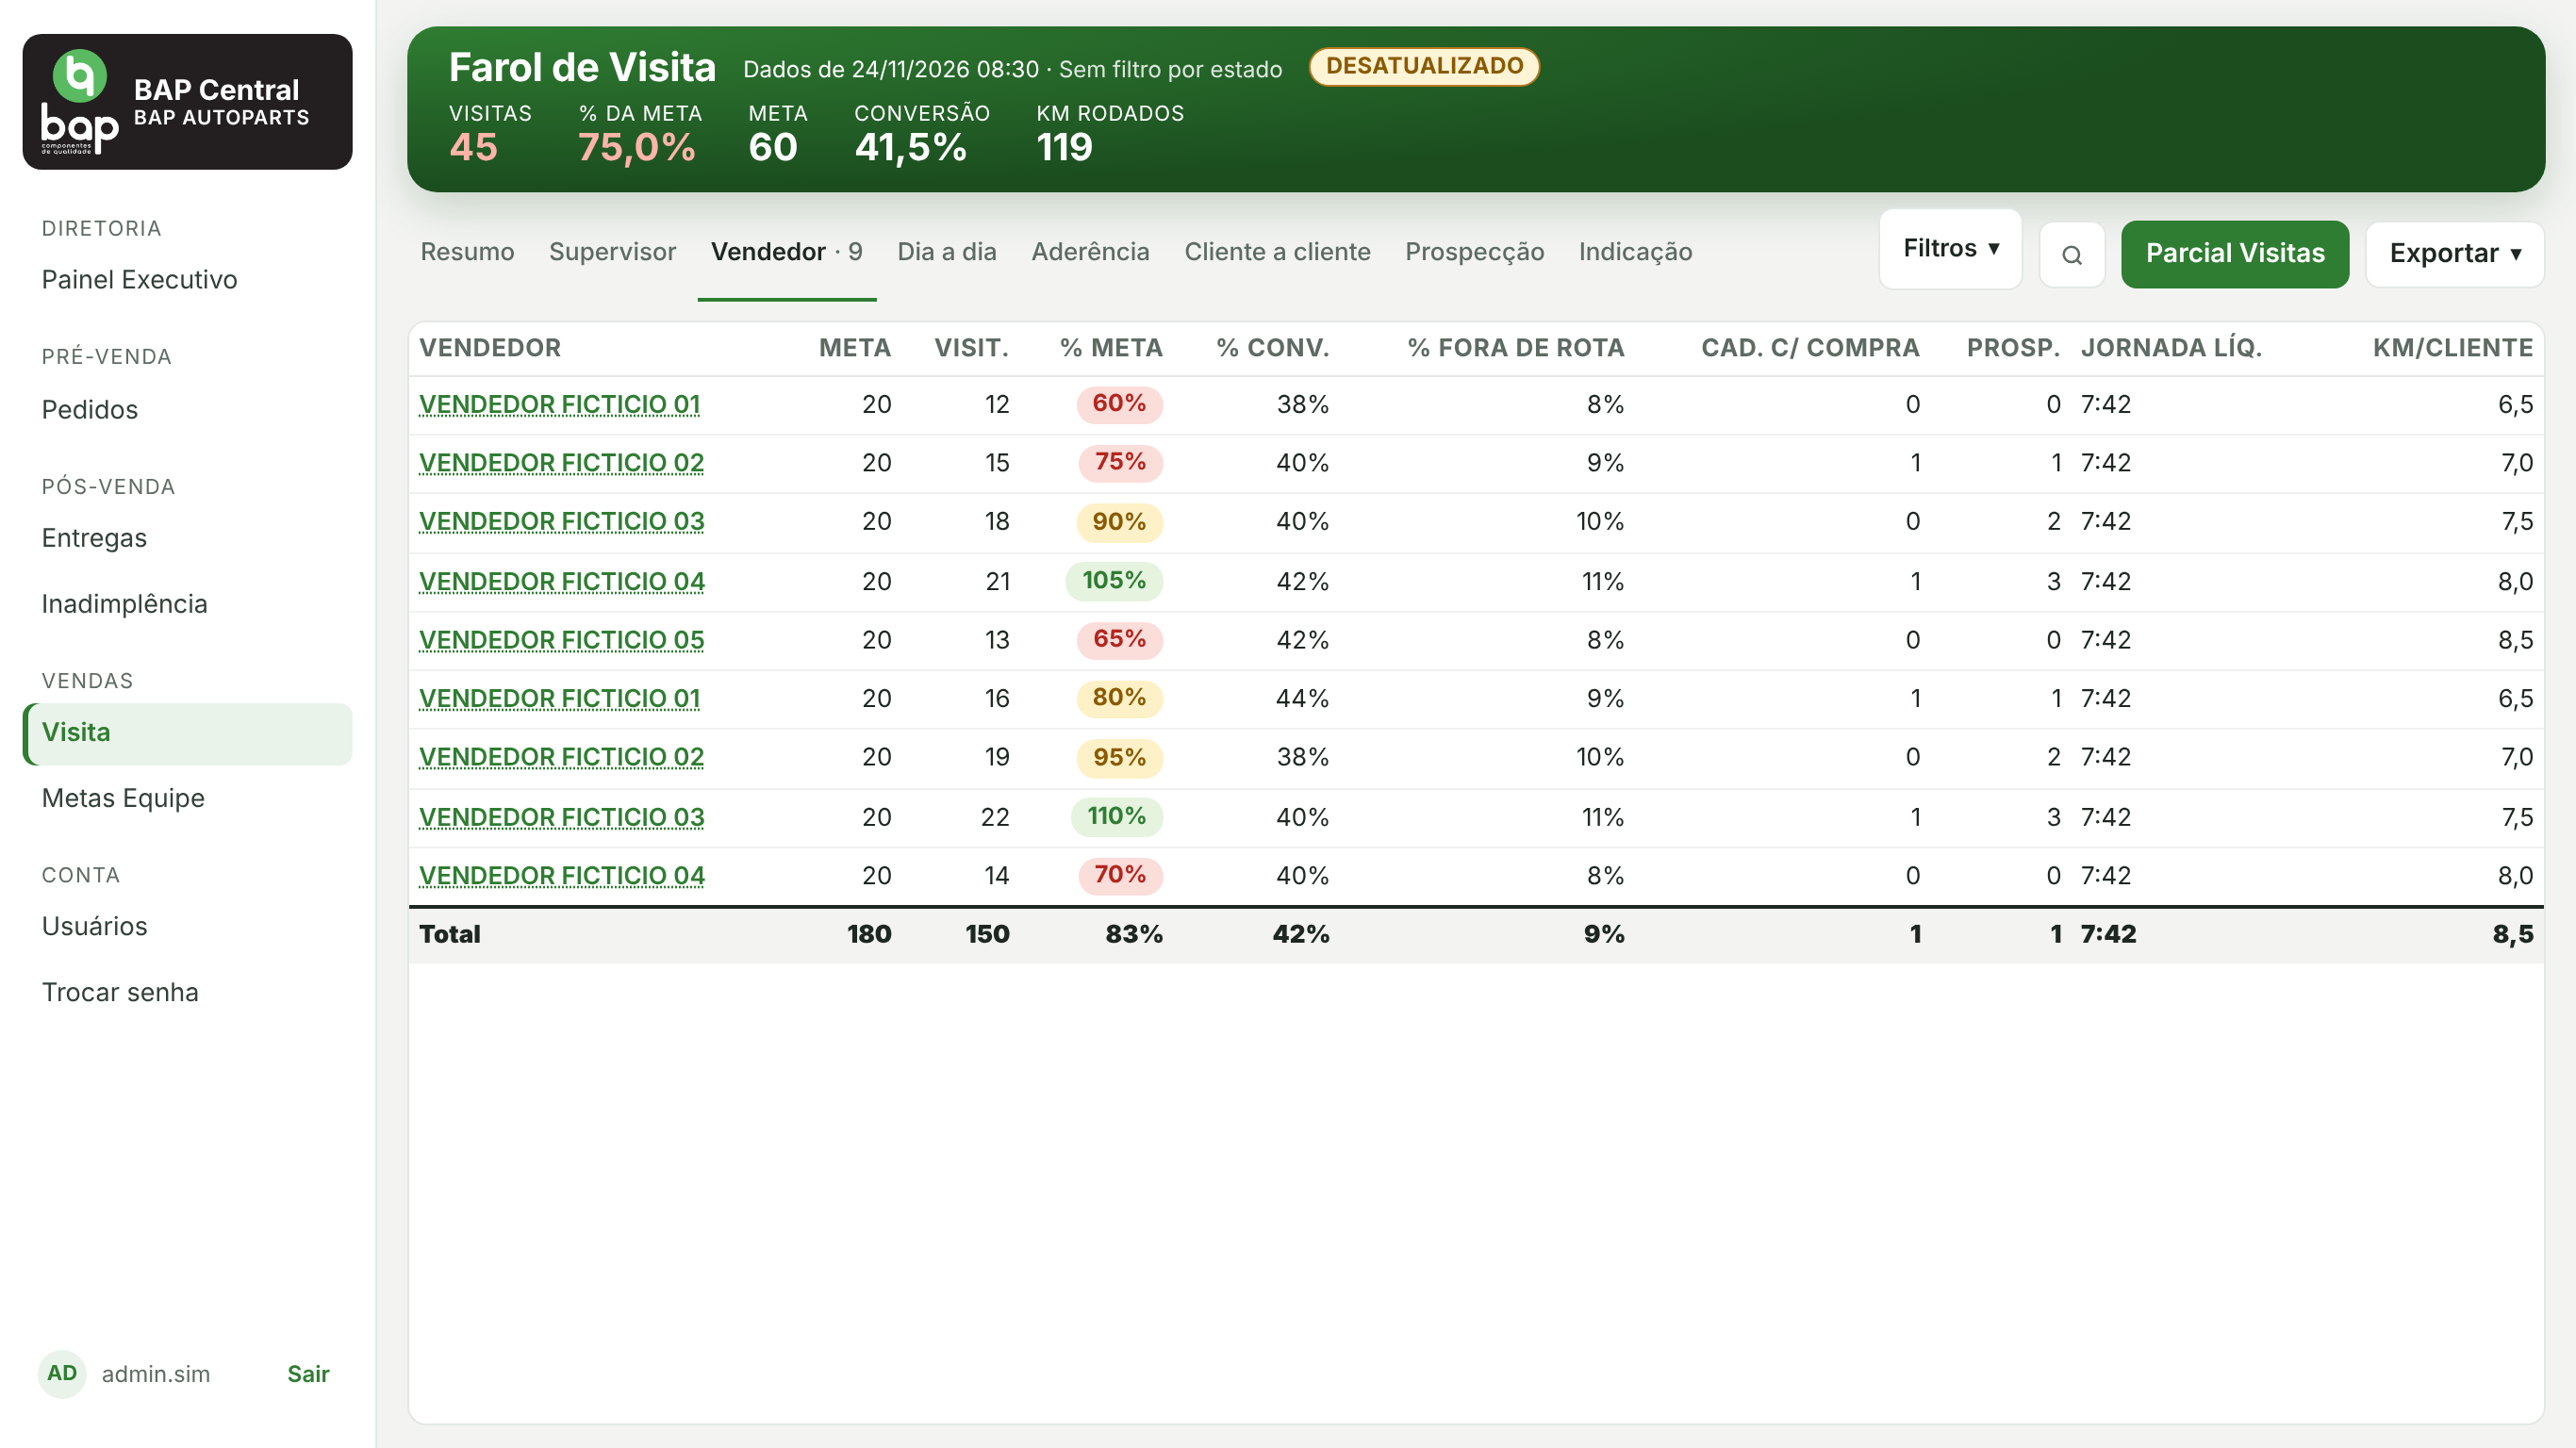 bap
componentes
de qualidade
BAP Central
BAP AUTOPARTS
DIRETORIA
Painel Executivo
PRÉ-VENDA
Pedidos
PÓS-VENDA
Entregas
Inadimplência
VENDAS
Visita
Metas Equipe
CONTA
Usuários
Trocar senha
AD admin.sim Sair
Farol de Visita Dados de 24/11/2026 08:30 · Sem filtro por estado DESATUALIZADO
VISITAS % DA META META CONVERSÃO KM RODADOS
45 75,0% 60 41,5% 119
Resumo Supervisor Vendedor · 9 Dia a dia Aderência Cliente a cliente Prospecção Indicação Filtros ▾ Parcial Visitas Exportar ▾
VENDEDOR META VISIT. % META % CONV. % FORA DE ROTA CAD. C/ COMPRA PROSP. JORNADA LÍQ. KM/CLIENTE
VENDEDOR FICTICIO 01 20 12 60% 38% 8% 0 0 7:42 6,5
VENDEDOR FICTICIO 02 20 15 75% 40% 9% 1 1 7:42 7,0
VENDEDOR FICTICIO 03 20 18 90% 40% 10% 0 2 7:42 7,5
VENDEDOR FICTICIO 04 20 21 105% 42% 11% 1 3 7:42 8,0
VENDEDOR FICTICIO 05 20 13 65% 42% 8% 0 0 7:42 8,5
VENDEDOR FICTICIO 01 20 16 80% 44% 9% 1 1 7:42 6,5
VENDEDOR FICTICIO 02 20 19 95% 38% 10% 0 2 7:42 7,0
VENDEDOR FICTICIO 03 20 22 110% 40% 11% 1 3 7:42 7,5
VENDEDOR FICTICIO 04 20 14 70% 40% 8% 0 0 7:42 8,0
Total 180 150 83% 42% 9% 1 1 7:42 8,5